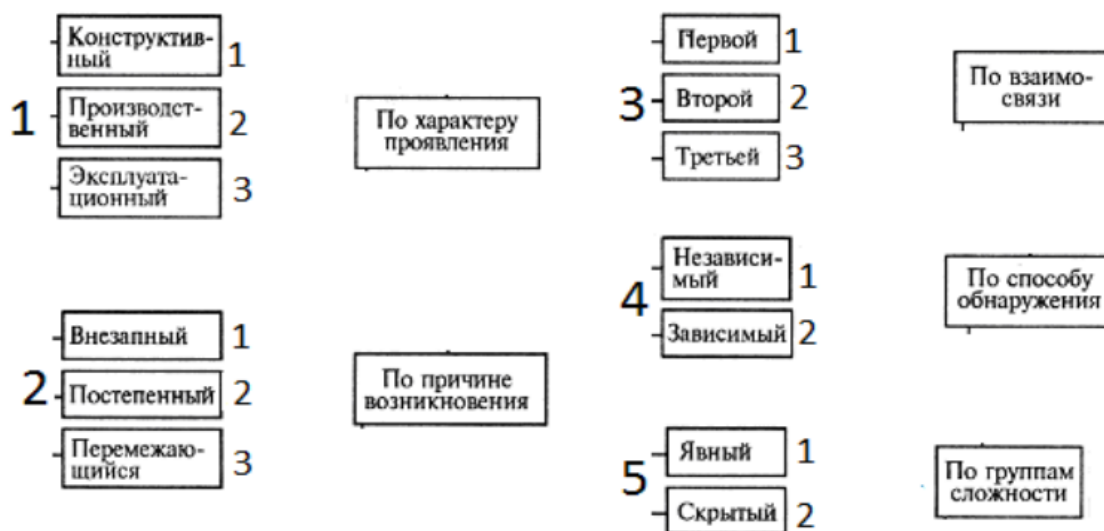 1
Конструктив-
ный
1
Производст-
венный
2
Эксплуата-
ционный
3
По характеру
проявления
2
Внезапный
1
Постепенный
2
Перемежаю-
щийся
3
По причине
возникновения
3
Первой
1
Второй
2
Третьей
3
По взаимо-
связи
4
Независи-
мый
1
Зависимый
2
По способу
обнаружения
5
Явный
1
Скрытый
2
По группам
сложности